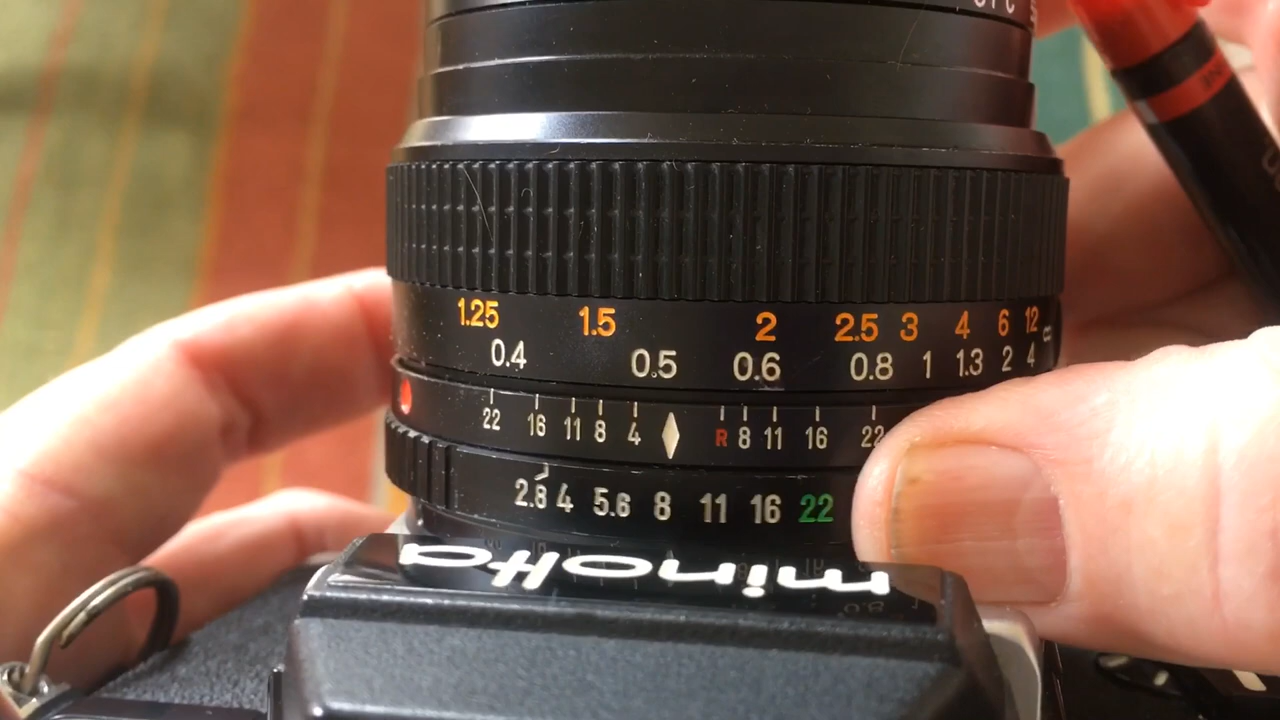 1.25 1.5 2 2.5 3 4 6 12
0.4 0.5 0.6 0.8 1 1.3 2 4 ∞
22 16 11 8 4 R 8 11 16 22
2.8 4 5.6 8 11 16 22
minolta